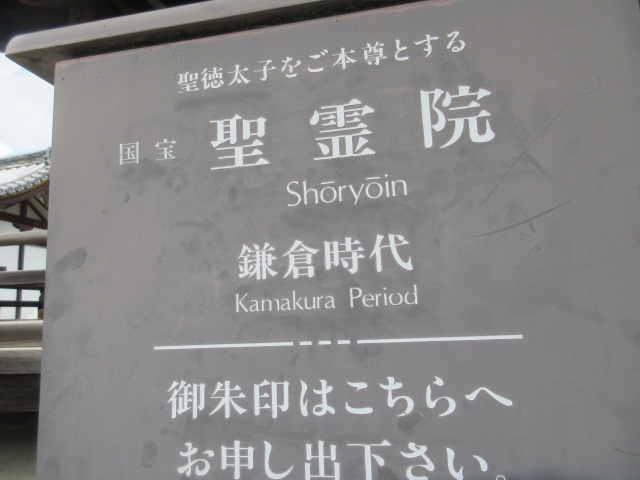 聖徳太子をご本尊とする
国宝 聖霊院
Shōryōin
鎌倉時代
Kamakura Period
御朱印はこちらへ
お申し出下さい。